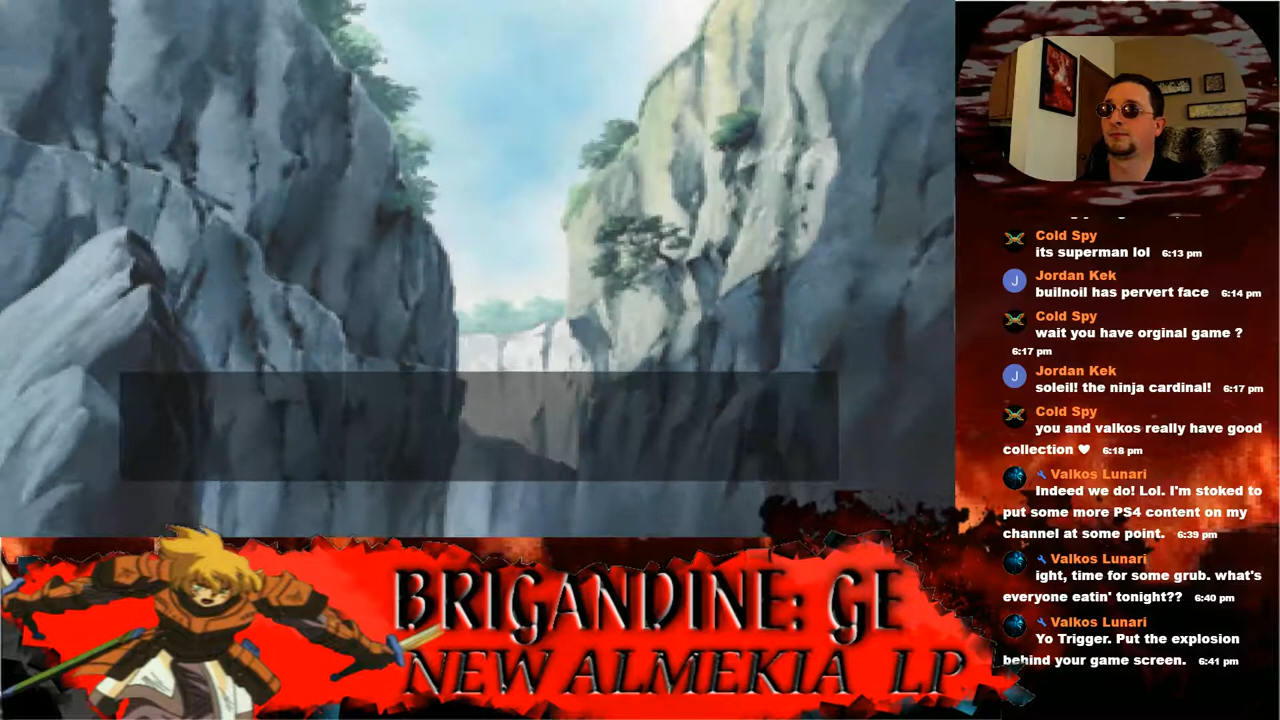 Cold Spy
its superman lol 6:13 pm
J
Jordan Kek
builnoil has pervert face 6:14 pm
Cold Spy
wait you have orginal game ?
6:17 pm
J
Jordan Kek
soleil! the ninja cardinal! 6:17 pm
Cold Spy
you and valkos really have good
collection ♥ 6:18 pm
Valkos Lunari
Indeed we do! Lol. I'm stoked to
put some more PS4 content on my
channel at some point. 6:39 pm
Valkos Lunari
ight, time for some grub. what's
everyone eatin' tonight?? 6:40 pm
Valkos Lunari
Yo Trigger. Put the explosion
behind your game screen. 6:41 pm
BRIGANDINE: GE
NEW ALMEKIA LP